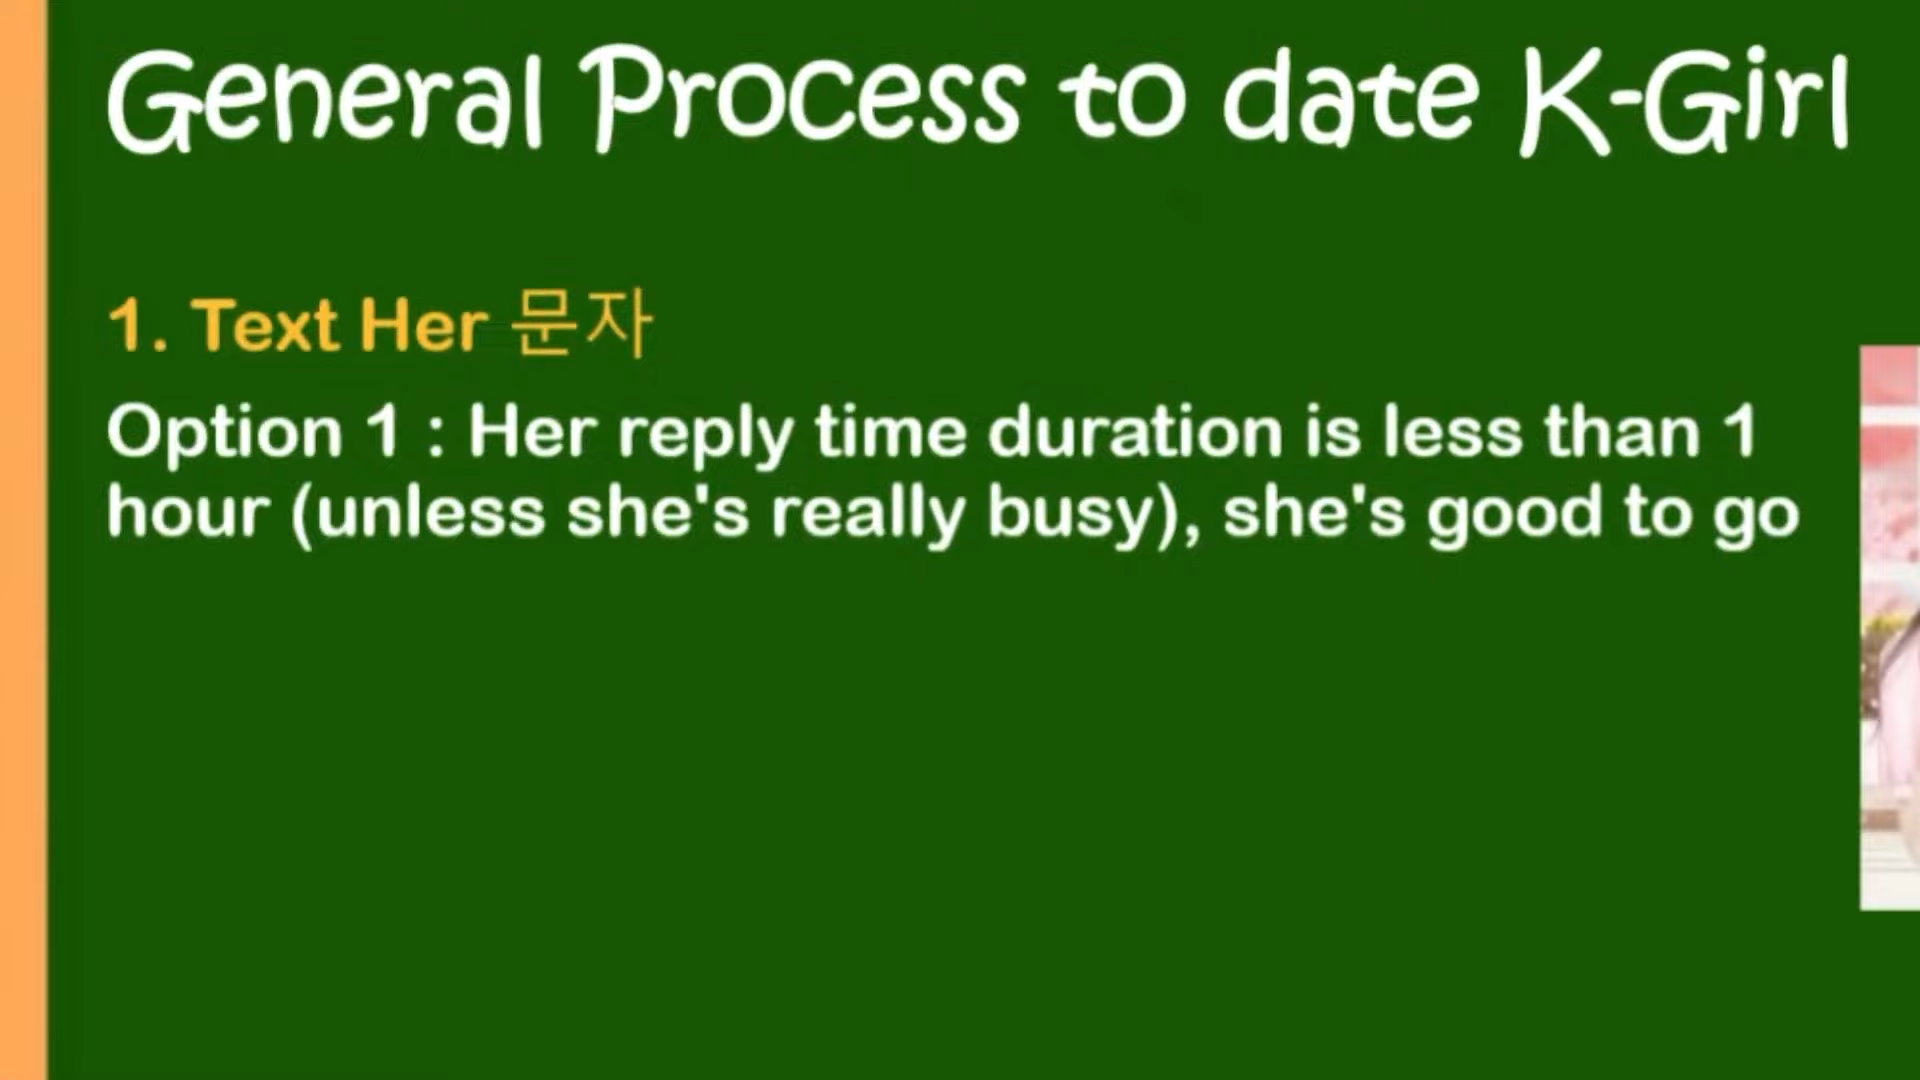 General Process to date K-Girl
1. Text Her 문자
Option 1 : Her reply time duration is less than 1
hour (unless she's really busy), she's good to go